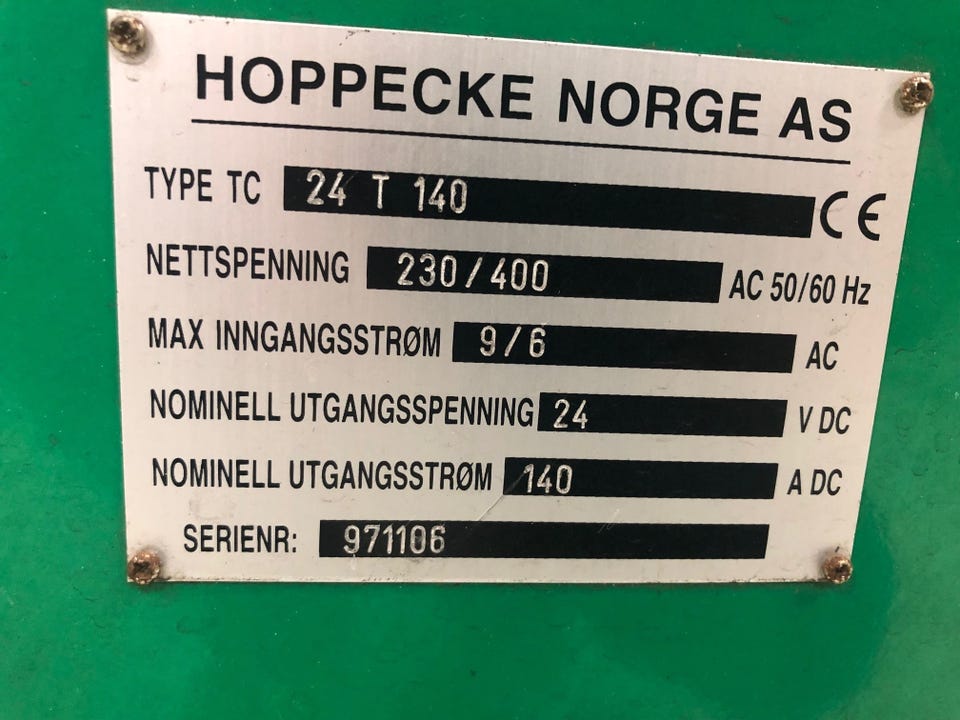 HOPPECKE NORGE AS
TYPE TC 24 T 140 CE
NETTSPENNING 230/400 AC 50/60 Hz
MAX INNGANGSSTRØM 9/6 AC
NOMINELL UTGANGSSPENNING 24 V DC
NOMINELL UTGANGSSTRØM 140 A DC
SERIENR: 971106